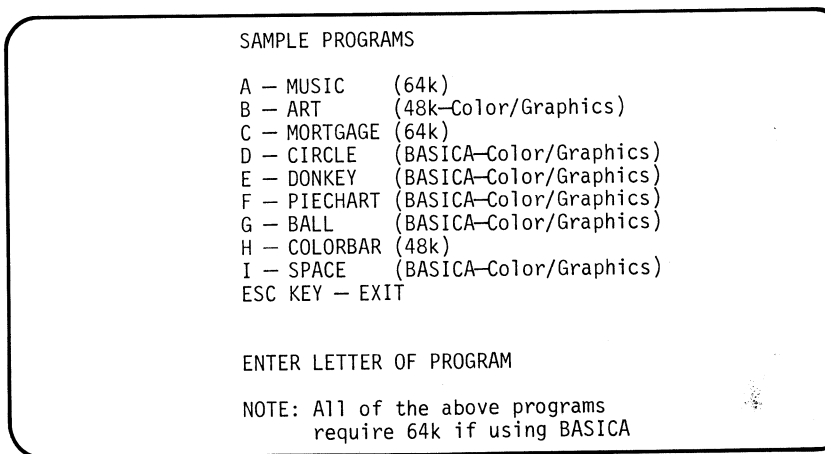 SAMPLE PROGRAMS
A — MUSIC (64k)
B — ART (48k—Color/Graphics)
C — MORTGAGE (64k)
D — CIRCLE (BASICA—Color/Graphics)
E — DONKEY (BASICA—Color/Graphics)
F — PIECHART (BASICA—Color/Graphics)
G — BALL (BASICA—Color/Graphics)
H — COLORBAR (48k)
I — SPACE (BASICA—Color/Graphics)
ESC KEY — EXIT
ENTER LETTER OF PROGRAM
NOTE: All of the above programs
require 64k if using BASICA